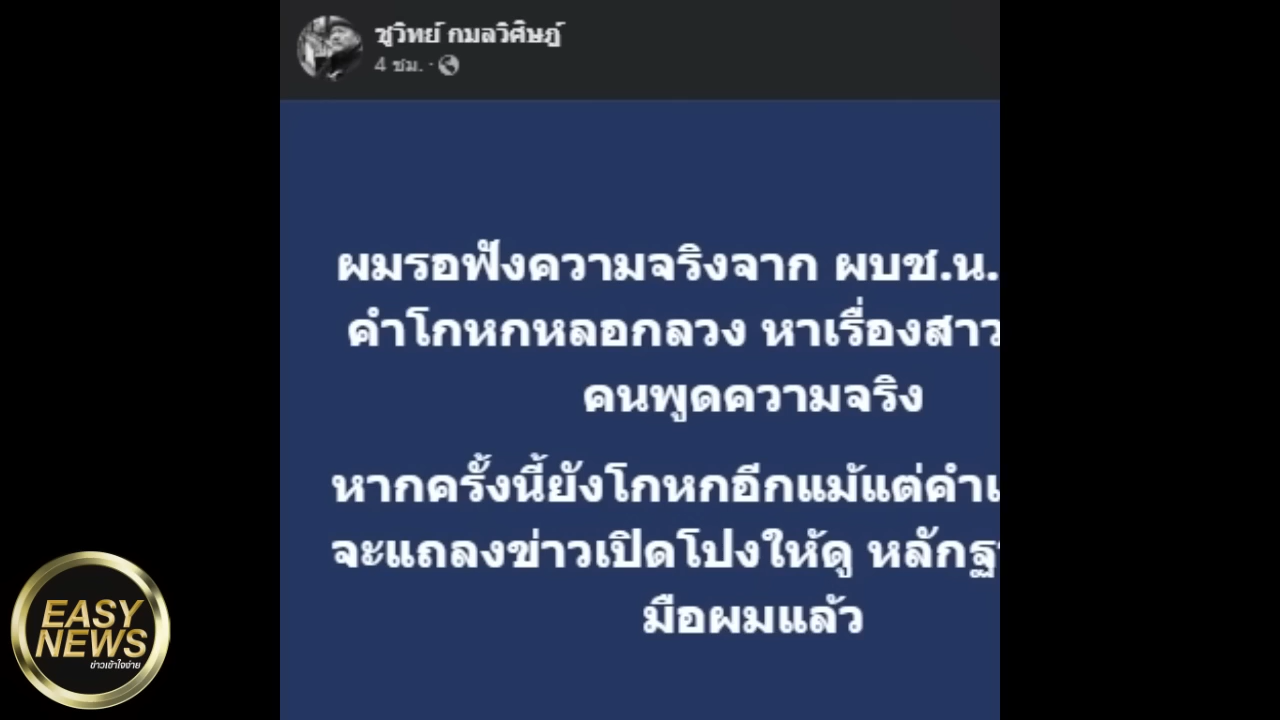 ชูวิทย์ กมลวิศิษฎ์
4 ชม.
ผมรอฟังความจริงจาก ผบช.น.
คำโกหกหลอกลวง หาเรื่องสาว
คนพูดความจริง
หากครั้งนี้ยังโกหกอีกแม้แต่คำ
จะแถลงข่าวเปิดโปงให้ดู
มือผมแล้ว
EASY
NEWS
ข่าวเข้าใจง่าย